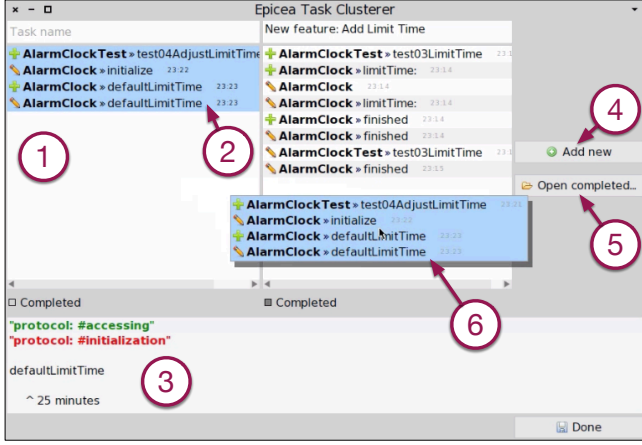 Epicea Task Clusterer
Task name
AlarmClockTest » test04AdjustLimitTime
AlarmClock » initialize 23:22
AlarmClock » defaultLimitTime 23:23
AlarmClock » defaultLimitTime 23:23
1
2
New feature: Add Limit Time
AlarmClockTest » test03LimitTime
AlarmClock » limitTime: 23:14
AlarmClock 23:14
AlarmClock » limitTime: 23:14
AlarmClock » finished 23:14
AlarmClock » finished 23:14
AlarmClockTest » test03LimitTime
AlarmClock » finished 23:15
4
Add new
Open completed...
5
AlarmClockTest » test04AdjustLimitTime 23:21
AlarmClock » initialize 23:22
AlarmClock » defaultLimitTime 23:23
AlarmClock » defaultLimitTime 23:23
6
Completed
Completed
"protocol: #accessing"
"protocol: #initialization"
defaultLimitTime
^ 25 minutes
3
Done